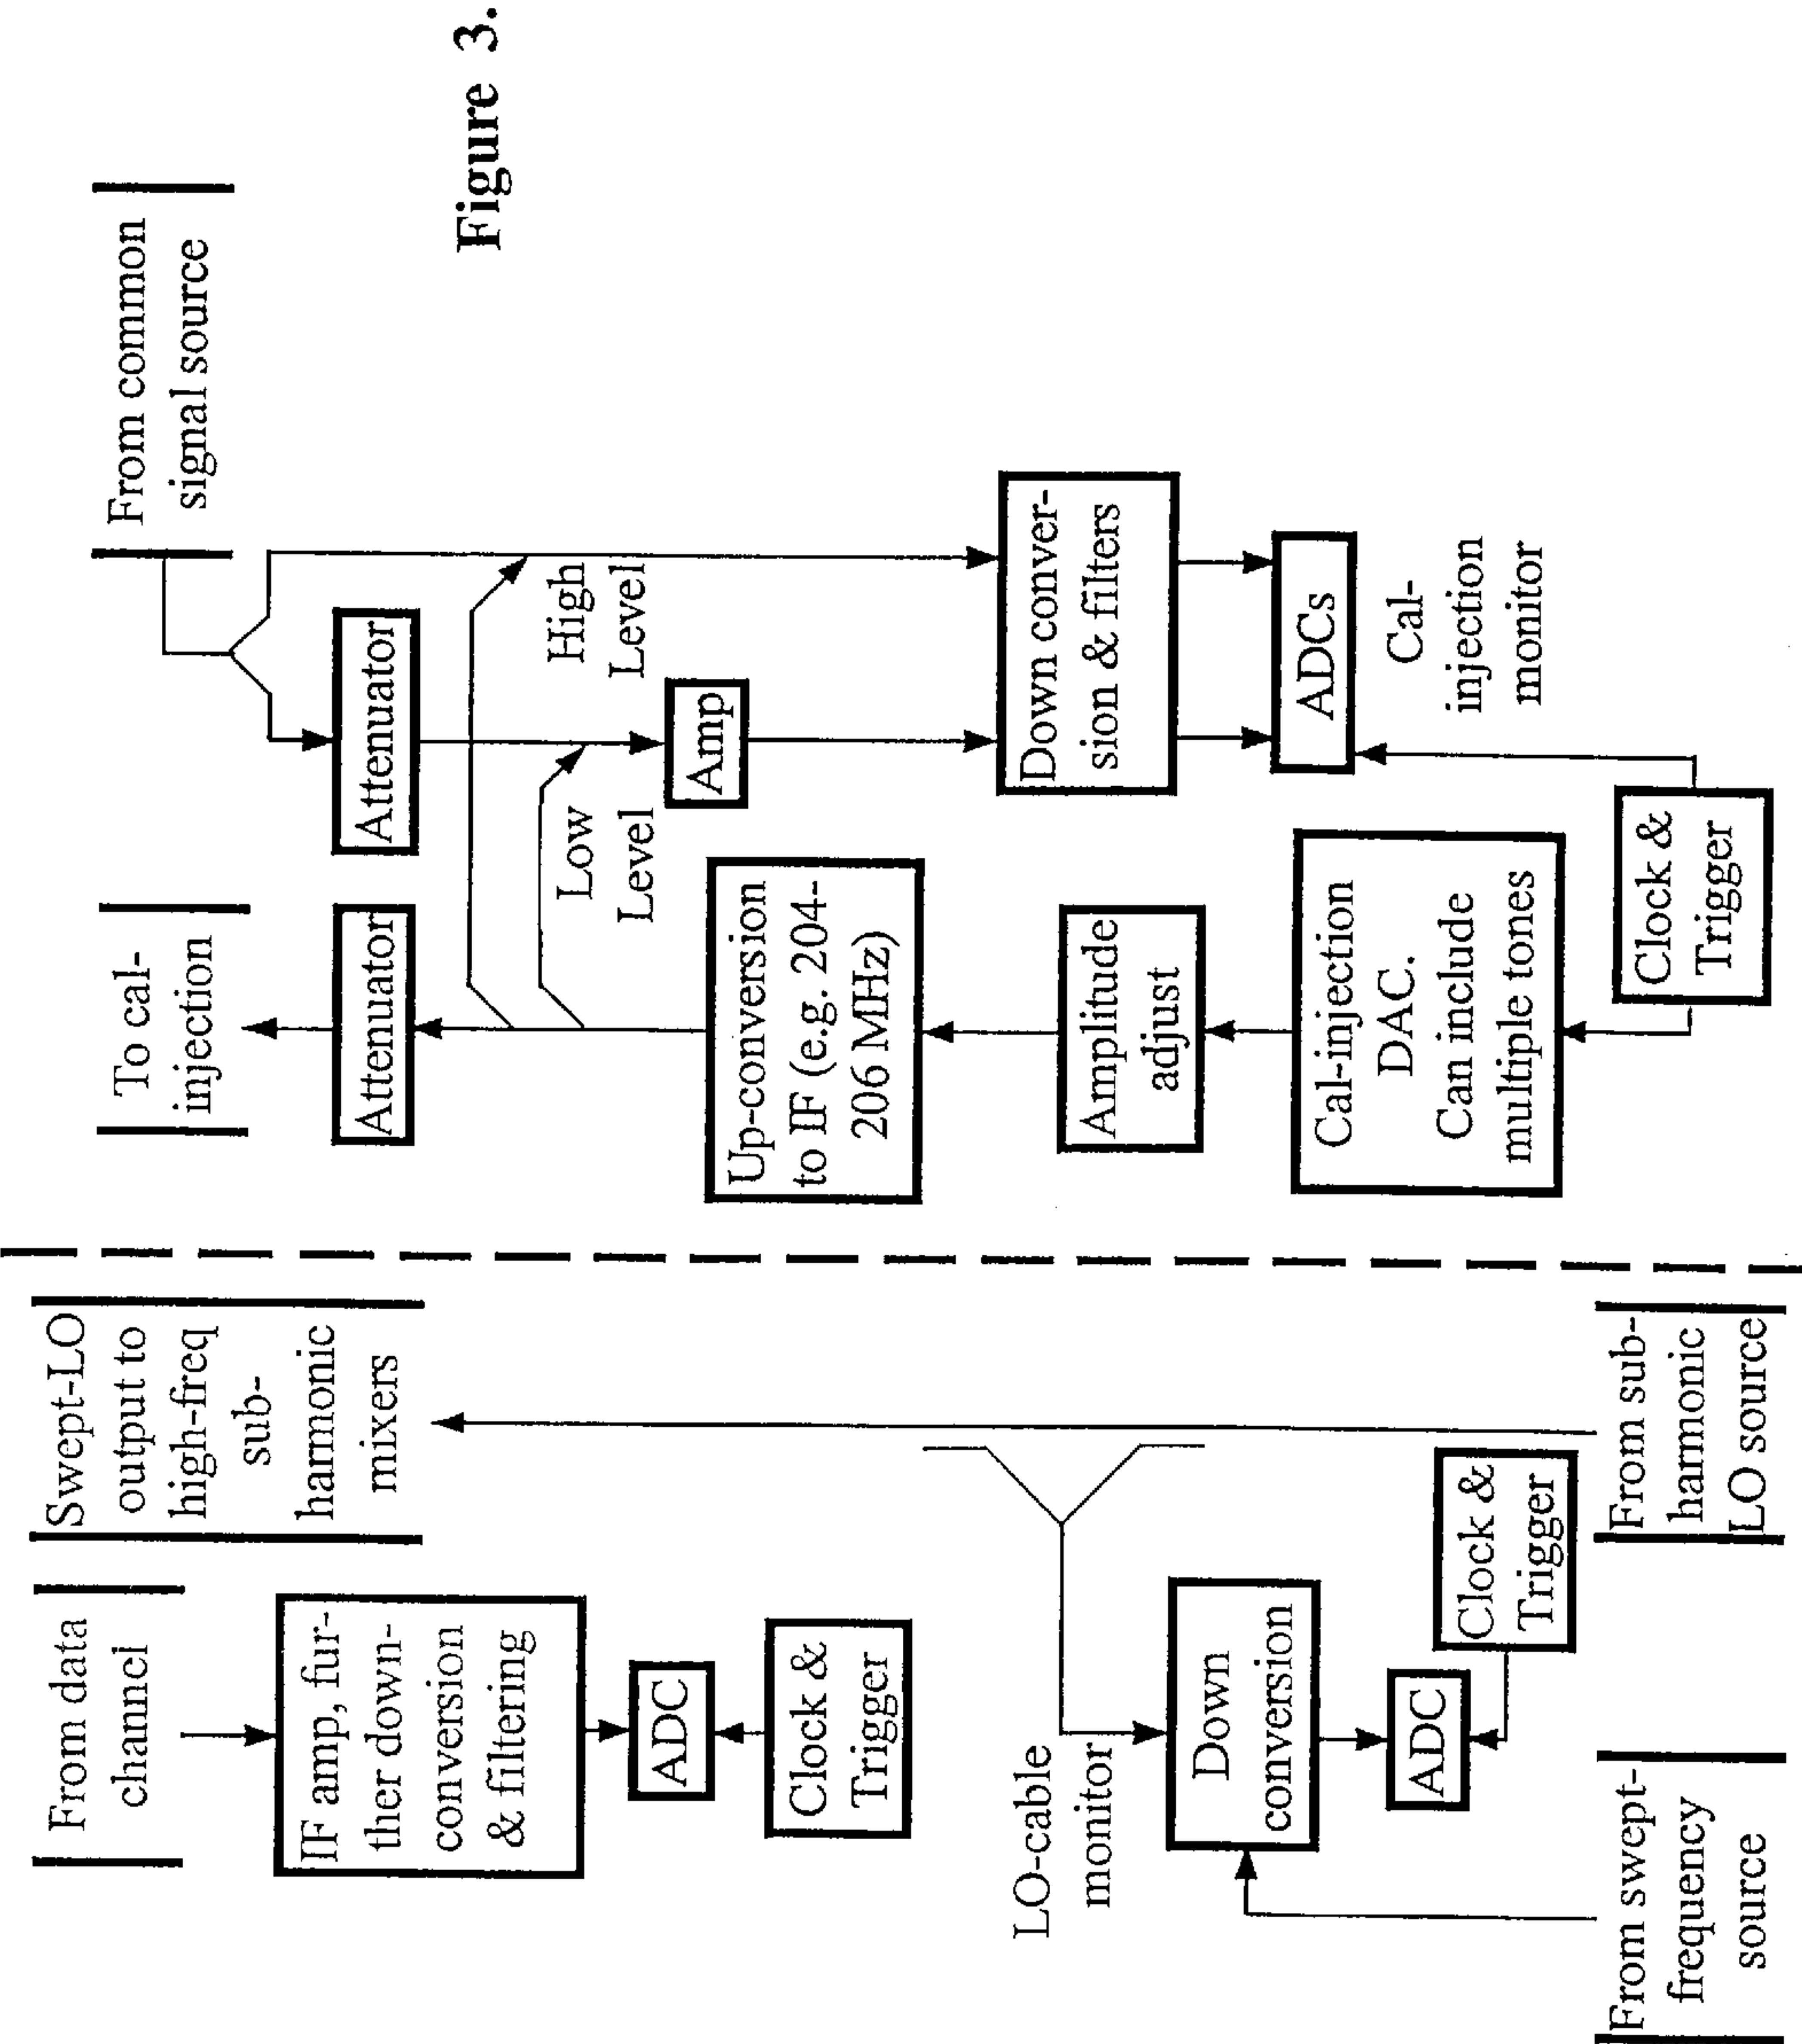 From data
channel
IF amp, fur-
ther down-
conversion
& filtering
ADC
Clock &
Trigger
Swept-LO
output to
high-freq
sub-
harmonic
mixers
LO-cable
monitor
Down
conversion
ADC
Clock &
Trigger
From swept-
frequency
source
From sub-
harmonic
LO source
To cal-
injection
Attenuator
Up-conversion
to IF (e.g. 204-
206 MHz)
Amplitude
adjust
Cal-injection
DAC.
Can include
multiple tones
Clock &
Trigger
From common
signal source
Attenuator
Low
Level
High
Level
Amp
Down conver-
sion & filters
ADCs
Cal-
injection
monitor
Figure 3.